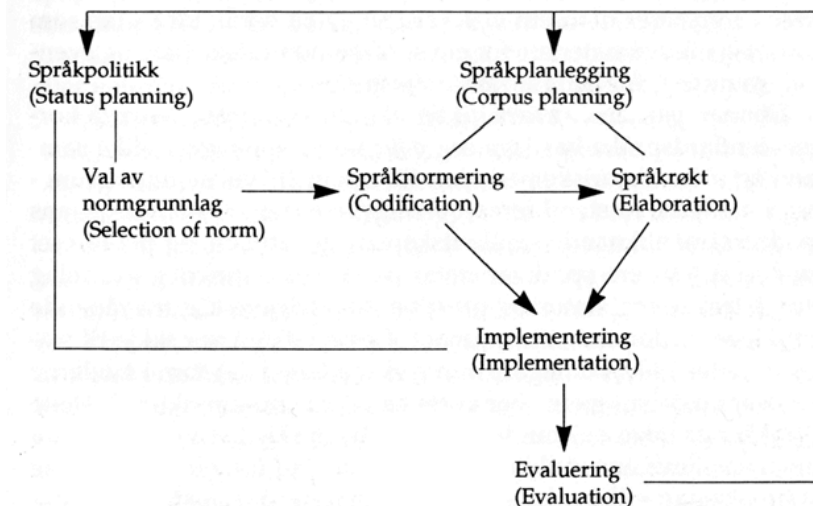 Språkpolitikk
(Status planning)
Språkplanlegging
(Corpus planning)
Val av
normgrunnlag
(Selection of norm)
Språknormering
(Codification)
Språkrøkt
(Elaboration)
Implementering
(Implementation)
Evaluering
(Evaluation)